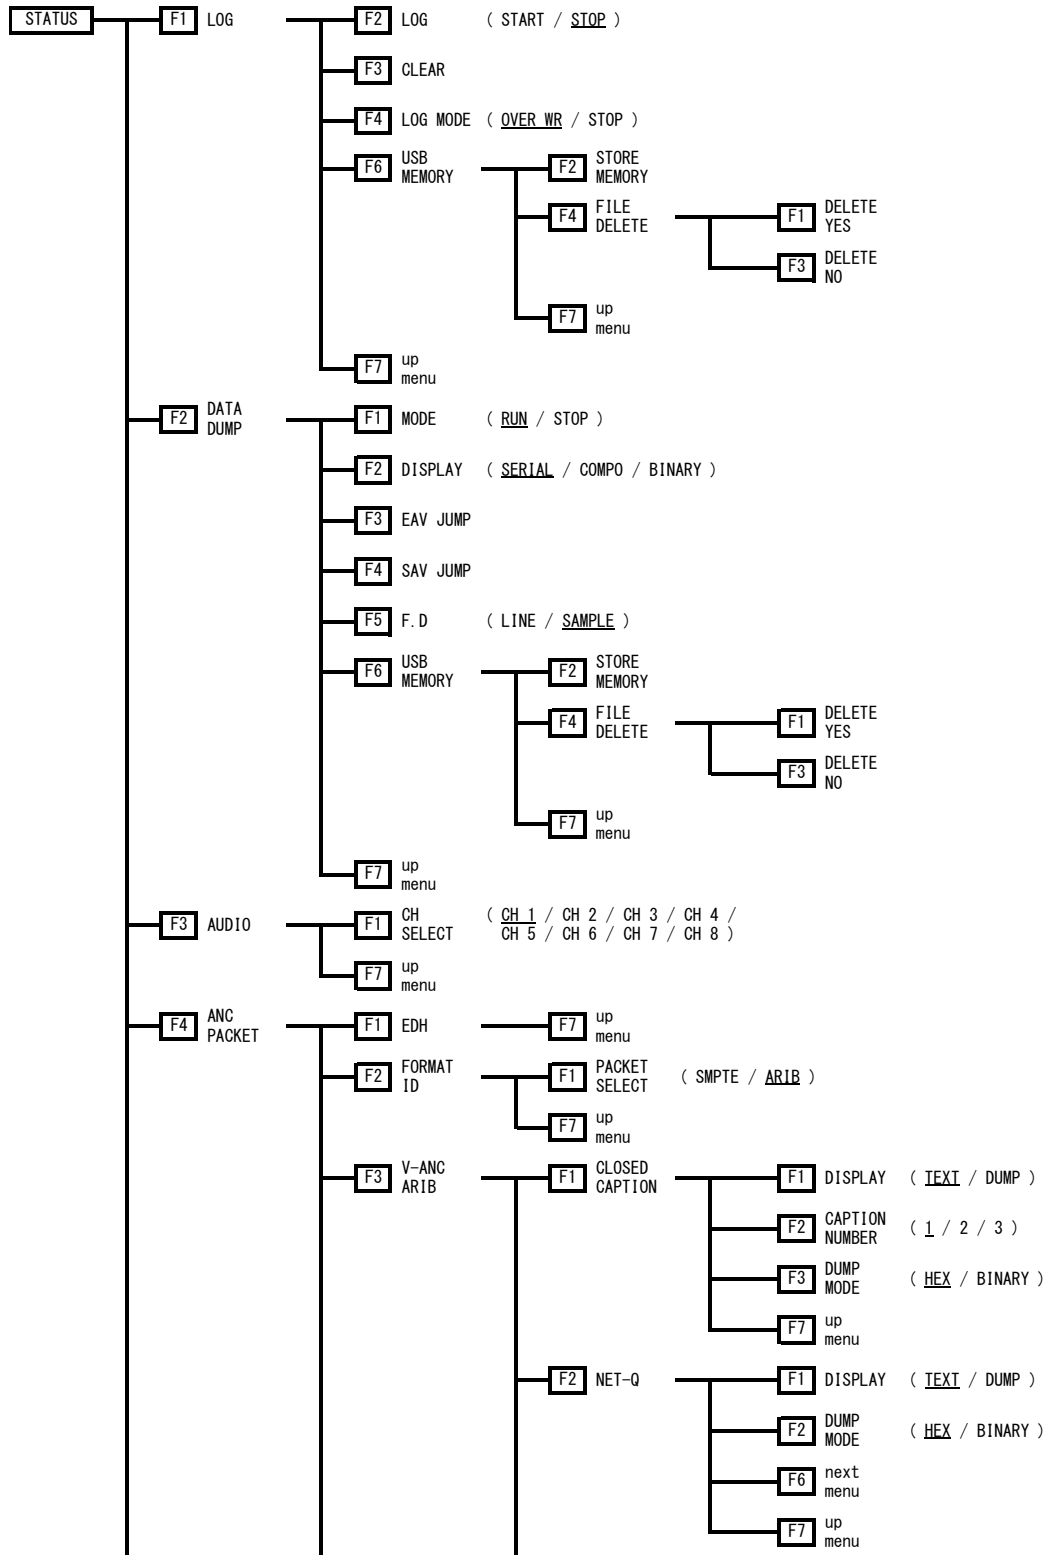 STATUS F1 LOG F2 LOG ( START / STOP )
F3 CLEAR
F4 LOG MODE ( OVER WR / STOP )
F6 USB MEMORY F2 STORE MEMORY
F4 FILE DELETE F1 DELETE YES
F3 DELETE NO
F7 up menu
F7 up menu
F2 DATA DUMP F1 MODE ( RUN / STOP )
F2 DISPLAY ( SERIAL / COMPO / BINARY )
F3 EAV JUMP
F4 SAV JUMP
F5 F.D ( LINE / SAMPLE )
F6 USB MEMORY F2 STORE MEMORY
F4 FILE DELETE F1 DELETE YES
F3 DELETE NO
F7 up menu
F7 up menu
F3 AUDIO F1 CH SELECT ( CH 1 / CH 2 / CH 3 / CH 4 /
CH 5 / CH 6 / CH 7 / CH 8 )
F7 up menu
F4 ANC PACKET F1 EDH F7 up menu
F2 FORMAT ID F1 PACKET SELECT ( SMPTE / ARIB )
F7 up menu
F3 V-ANC ARIB F1 CLOSED CAPTION F1 DISPLAY ( TEXT / DUMP )
F2 CAPTION NUMBER ( 1 / 2 / 3 )
F3 DUMP MODE ( HEX / BINARY )
F7 up menu
F2 NET-Q F1 DISPLAY ( TEXT / DUMP )
F2 DUMP MODE ( HEX / BINARY )
F6 next menu
F7 up menu